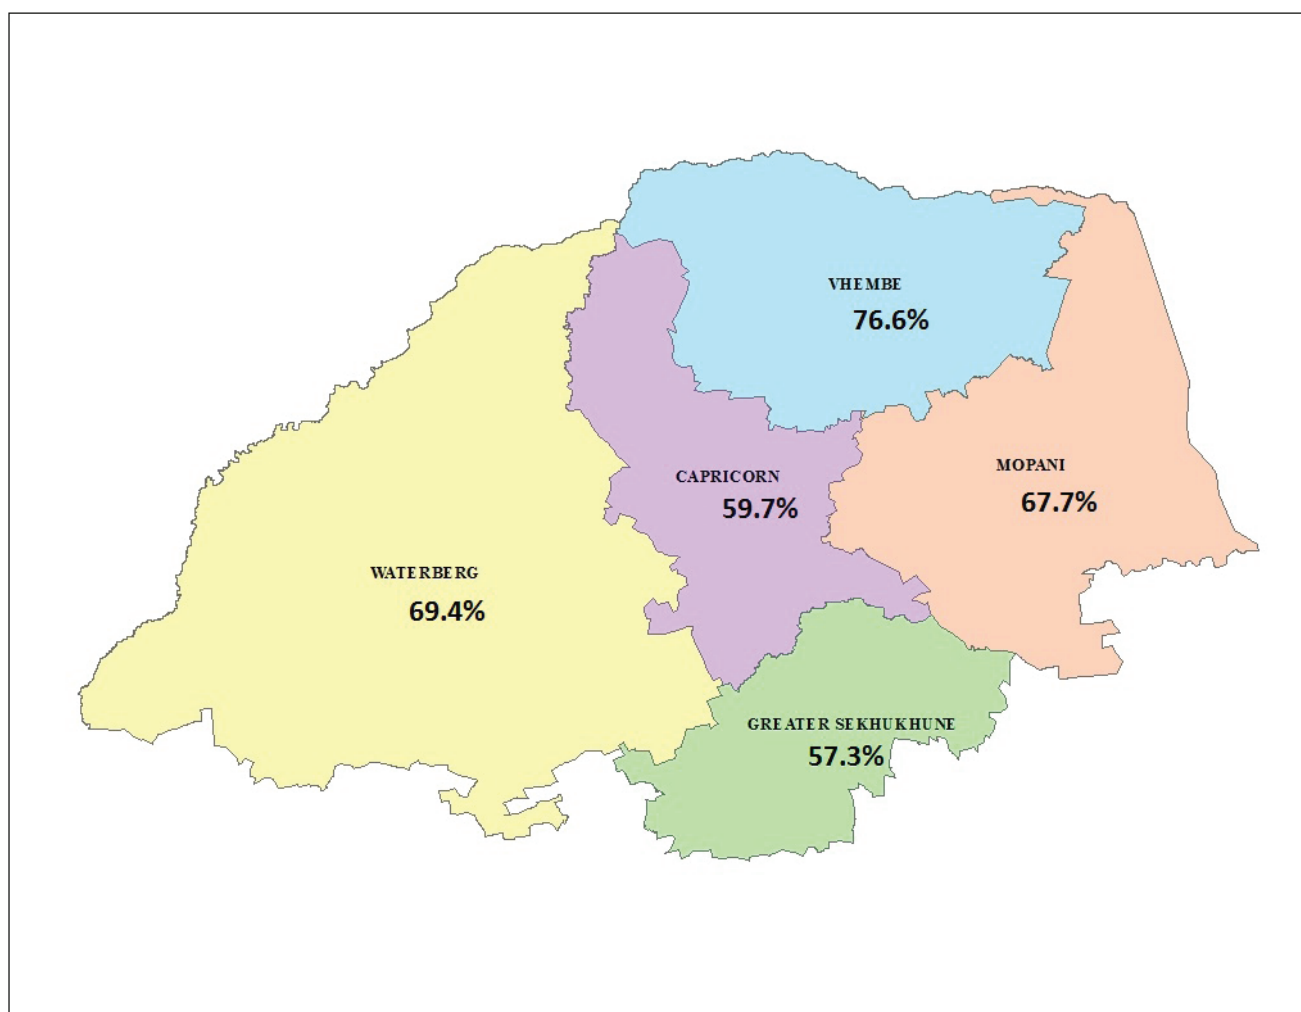 VHEMBE
76.6%
CAPRICORN
59.7%
MOPANI
67.7%
WATERBERG
69.4%
GREATER SEKHUKHUNE
57.3%